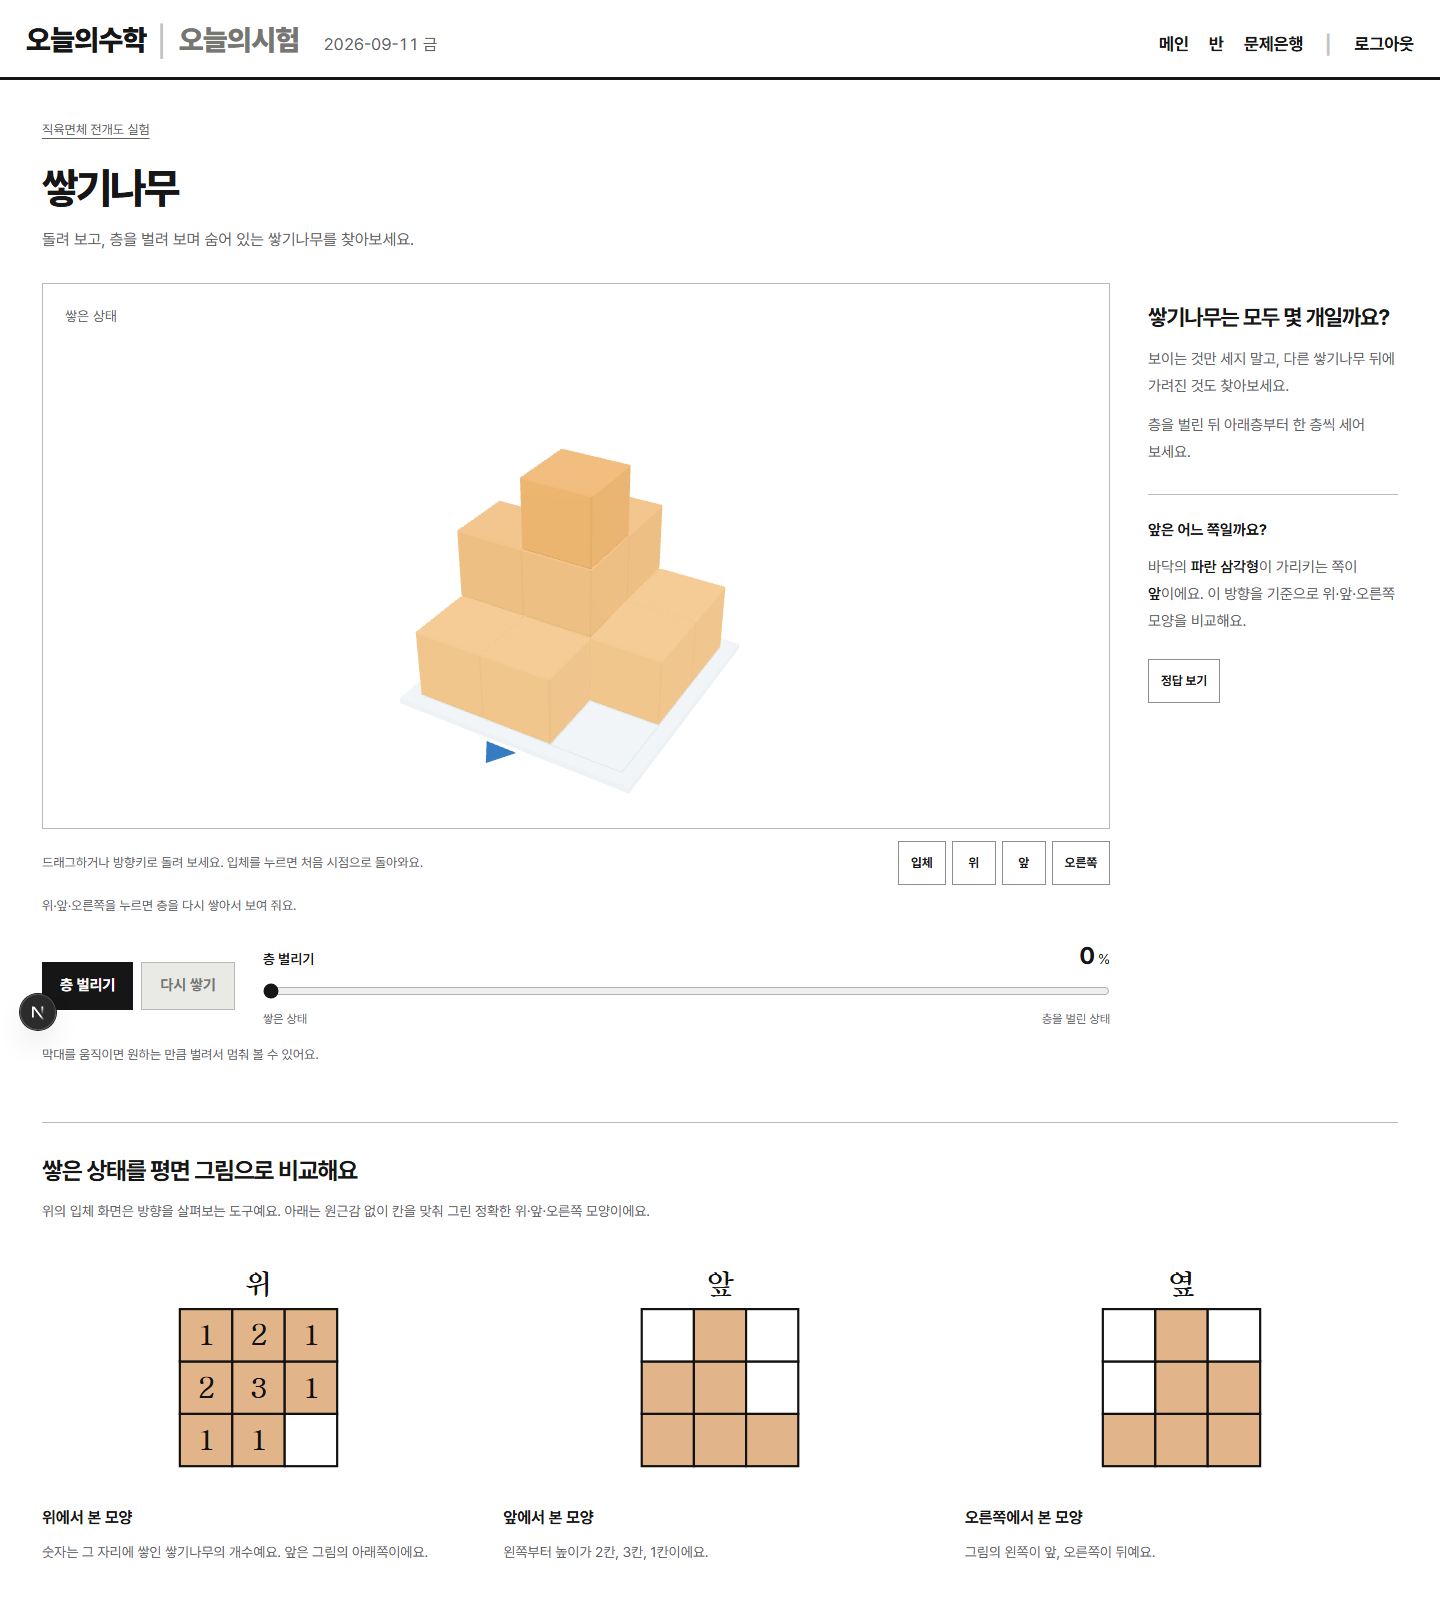 오늘의수학 | 오늘의시험 2026-09-11 금
메인 반 문제은행 | 로그아웃
직육면체 전개도 실험
쌓기나무
돌려 보고, 층을 벌려 보며 숨어 있는 쌓기나무를 찾아보세요.
쌓은 상태
쌓기나무는 모두 몇 개일까요?
보이는 것만 세지 말고, 다른 쌓기나무 뒤에
가려진 것도 찾아보세요.
층을 벌린 뒤 아래층부터 한 층씩 세어
보세요.
앞은 어느 쪽일까요?
바닥의 파란 삼각형이 가리키는 쪽이
앞이에요. 이 방향을 기준으로 위·앞·오른쪽
모양을 비교해요.
정답 보기
드래그하거나 방향키로 돌려 보세요. 입체를 누르면 처음 시점으로 돌아와요.
입체 위 앞 오른쪽
위·앞·오른쪽을 누르면 층을 다시 쌓아서 보여 줘요.
층 벌리기 다시 쌓기
층 벌리기 0 %
쌓은 상태 층을 벌린 상태
N
막대를 움직이면 원하는 만큼 벌려서 멈춰 볼 수 있어요.
쌓은 상태를 평면 그림으로 비교해요
위의 입체 화면은 방향을 살펴보는 도구예요. 아래는 원근감 없이 칸을 맞춰 그린 정확한 위·앞·오른쪽 모양이에요.
위 앞 옆
1 2 1
2 3 1
1 1
위에서 본 모양
숫자는 그 자리에 쌓인 쌓기나무의 개수예요. 앞은 그림의 아래쪽이에요.
앞에서 본 모양
왼쪽부터 높이가 2칸, 3칸, 1칸이에요.
오른쪽에서 본 모양
그림의 왼쪽이 앞, 오른쪽이 뒤예요.